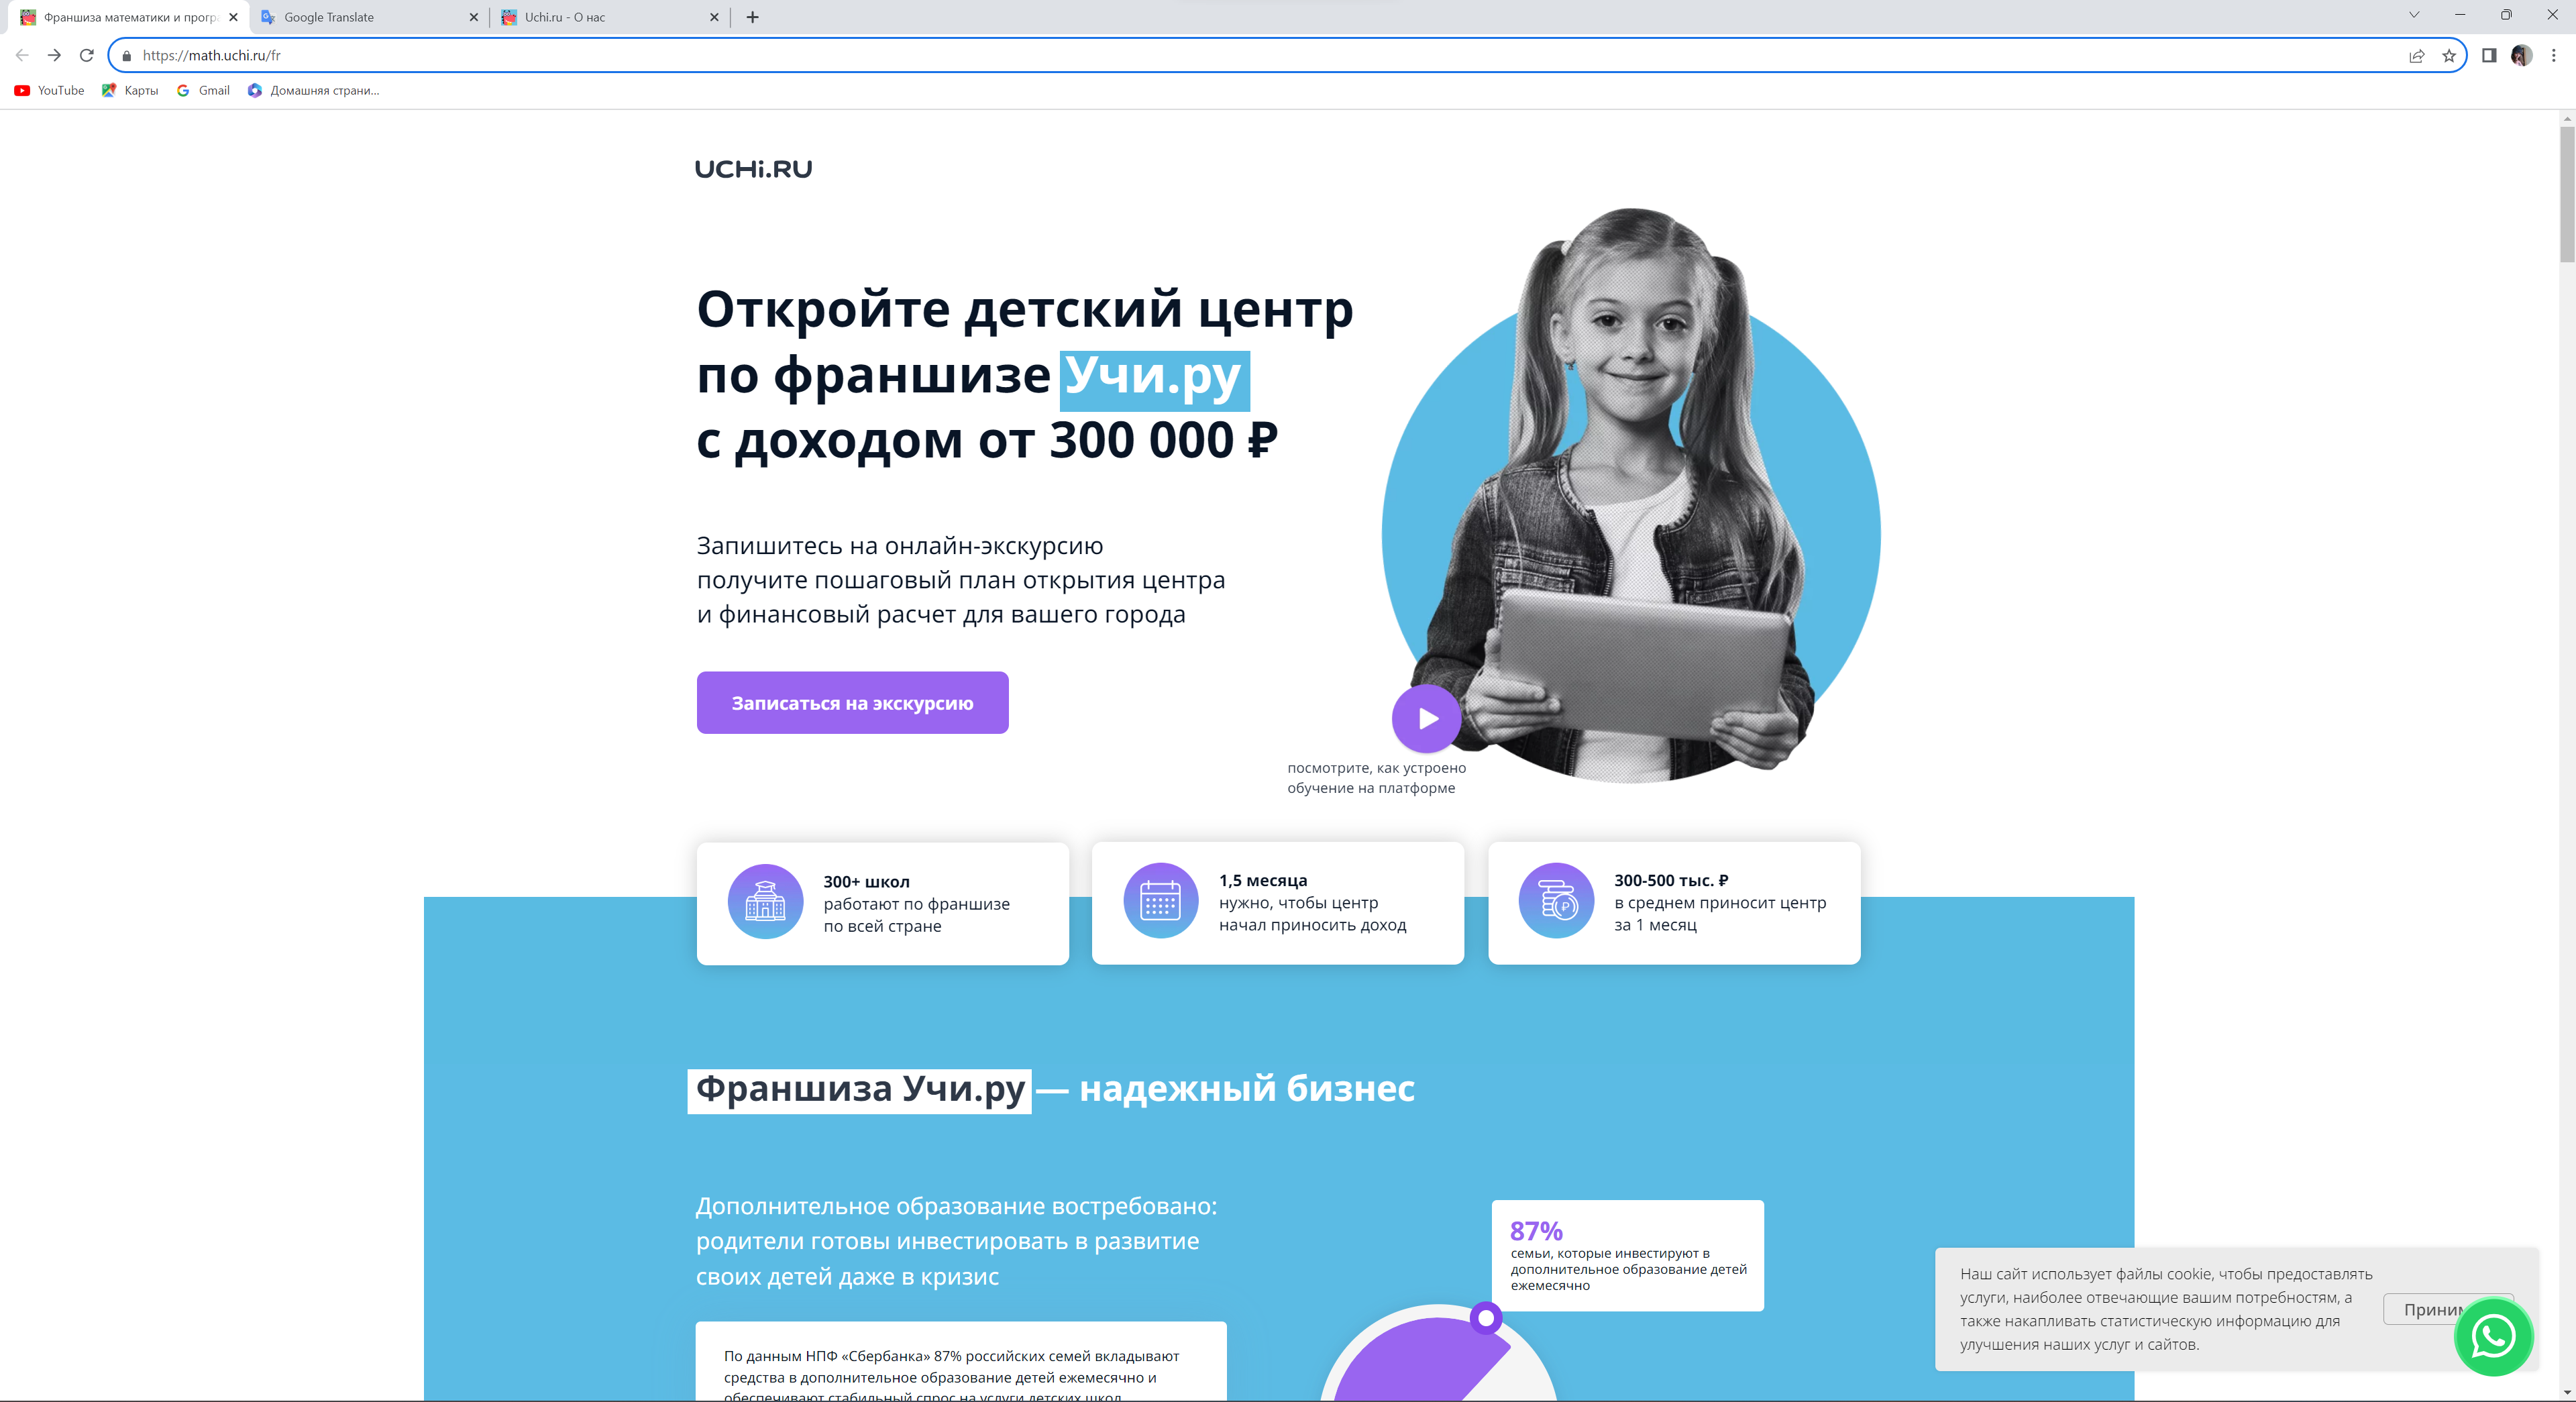 Франшиза математики и прогр
Google Translate
Uchi.ru - О нас
https://math.uchi.ru/fr
YouTube
Карты
Gmail
Домашняя страни...
UCHi.RU
Откройте детский центр
по франшизе Учи.ру
с доходом от 300 000 ₽
Запишитесь на онлайн-экскурсию
получите пошаговый план открытия центра
и финансовый расчет для вашего города
Записаться на экскурсию
посмотрите, как устроено
обучение на платформе
300+ школ
работают по франшизе
по всей стране
1,5 месяца
нужно, чтобы центр
начал приносить доход
300-500 тыс. ₽
в среднем приносит центр
за 1 месяц
Франшиза Учи.ру — надежный бизнес
Дополнительное образование востребовано:
родители готовы инвестировать в развитие
своих детей даже в кризис
87%
семьи, которые инвестируют в
дополнительное образование детей
ежемесячно
По данным НПФ «Сбербанка» 87% российских семей вкладывают
средства в дополнительное образование детей ежемесячно и
обеспечивают стабильный спрос на услуги детских школ
Наш сайт использует файлы cookie, чтобы предоставлять
услуги, наиболее отвечающие вашим потребностям, а
также накапливать статистическую информацию для
улучшения наших услуг и сайтов.
Приним